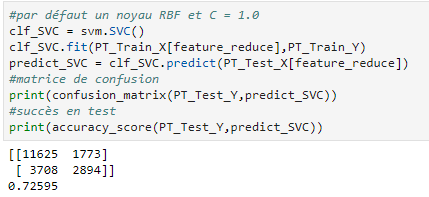 #par défaut un noyau RBF et C = 1.0
clf_SVC = svm.SVC()
clf_SVC.fit(PT_Train_X[feature_reduce],PT_Train_Y)
predict_SVC = clf_SVC.predict(PT_Test_X[feature_reduce])
#matrice de confusion
print(confusion_matrix(PT_Test_Y,predict_SVC))
#succès en test
print(accuracy_score(PT_Test_Y,predict_SVC))
[[11625 1773]
[ 3708 2894]]
0.72595